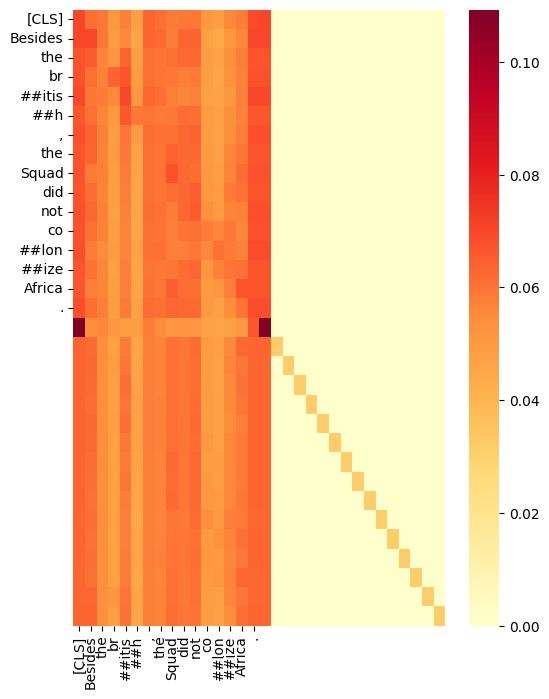 [CLS]
Besides
the
br
##itis
##h
,
the
Squad
did
not
co
##lon
##ize
Africa
.
[CLS] Besides the br ##itis ##h , the Squad did not co ##lon ##ize Africa .
0.10
0.08
0.06
0.04
0.02
0.00